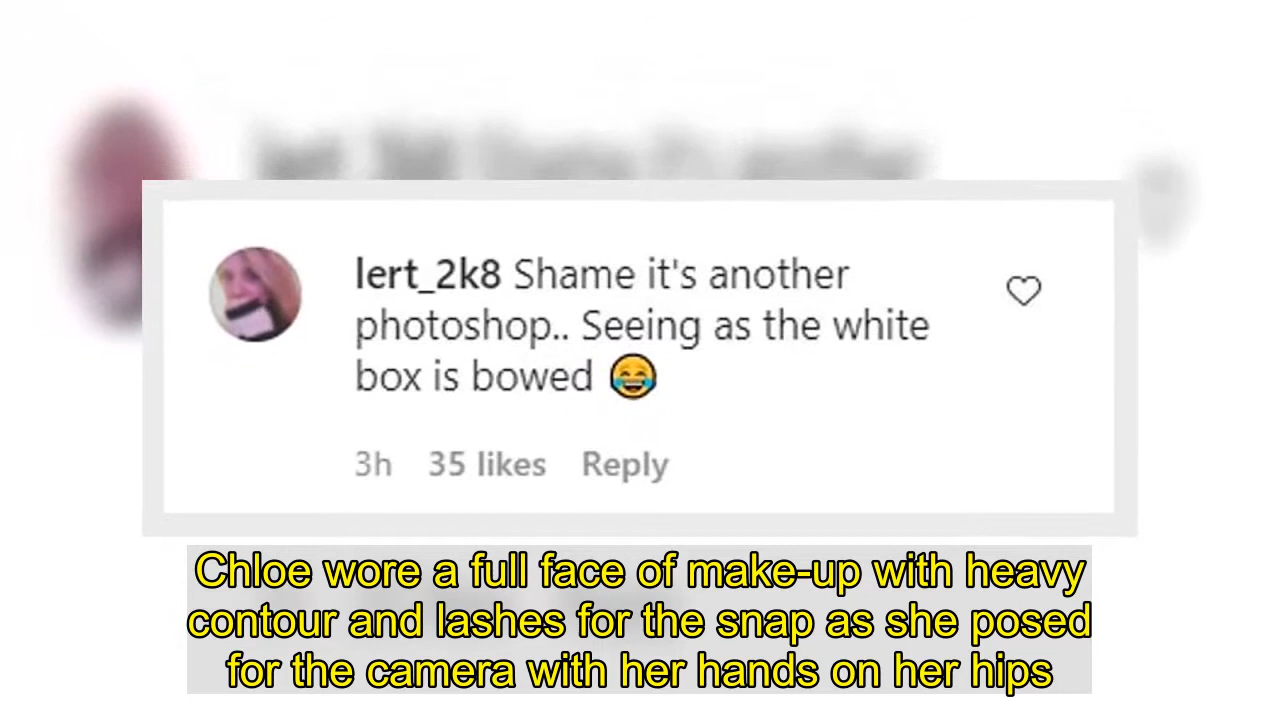 lert_2k8 Shame it's another
photoshop.. Seeing as the white
box is bowed 😂
3h 35 likes Reply
Chloe wore a full face of make-up with heavy
contour and lashes for the snap as she posed
for the camera with her hands on her hips